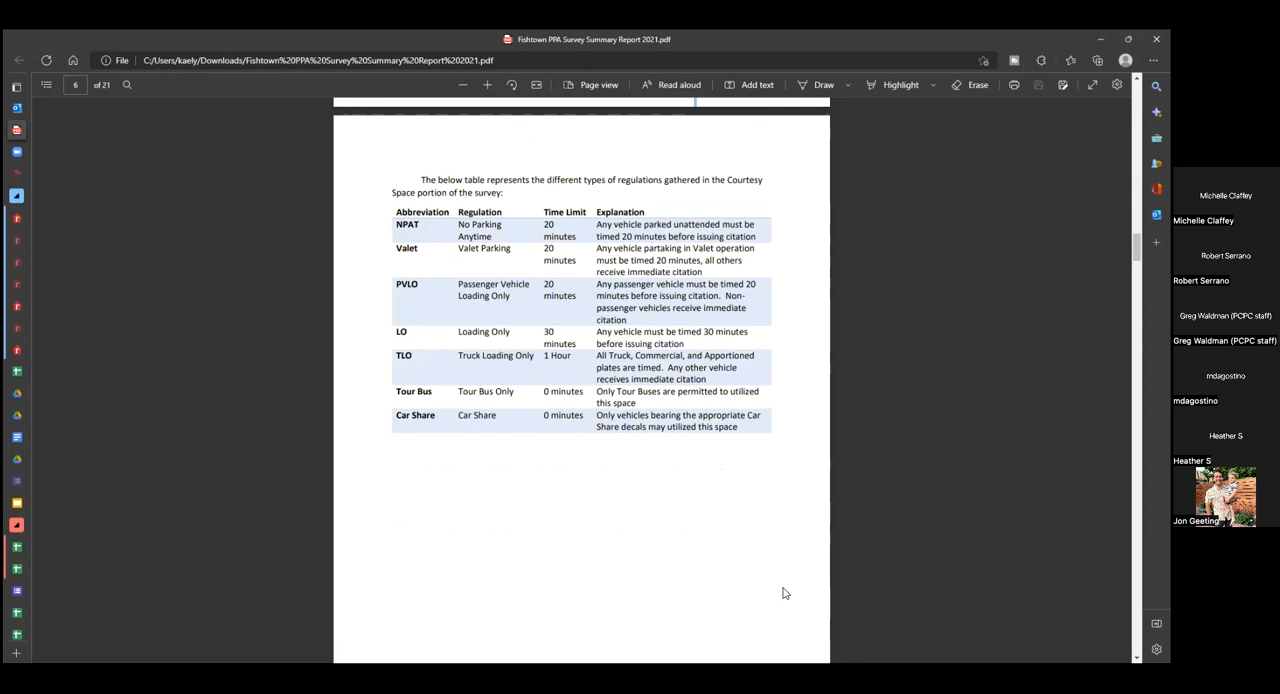 Fishtown PPA Survey Summary Report 2021.pdf
File
C:/Users/kaely/Downloads/Fishtown%20PPA%20Survey%20Summary%20Report%202021.pdf
6 of 21
Page view
Read aloud
Add text
Draw
Highlight
Erase
The below table represents the different types of regulations gathered in the Courtesy
Space portion of the survey:
Abbreviation Regulation Time Limit Explanation
NPAT No Parking 20 Any vehicle parked unattended must be
Anytime minutes timed 20 minutes before issuing citation
Valet Valet Parking 20 Any vehicle partaking in Valet operation
minutes must be timed 20 minutes, all others
receive immediate citation
PVLO Passenger Vehicle 20 Any passenger vehicle must be timed 20
Loading Only minutes minutes before issuing citation. Non-
passenger vehicles receive immediate
citation
LO Loading Only 30 Any vehicle must be timed 30 minutes
minutes before issuing citation
TLO Truck Loading Only 1 Hour All Truck, Commercial, and Apportioned
plates are timed. Any other vehicle
receives immediate citation
Tour Bus Tour Bus Only 0 minutes Only Tour Buses are permitted to utilized
this space
Car Share Car Share 0 minutes Only vehicles bearing the appropriate Car
Share decals may utilized this space
Michelle Claffey
Michelle Claffey
Robert Serrano
Robert Serrano
Greg Waldman (PCPC staff)
Greg Waldman (PCPC staff)
mdagostino
mdagostino
Heather S
Heather S
Jon Geeting